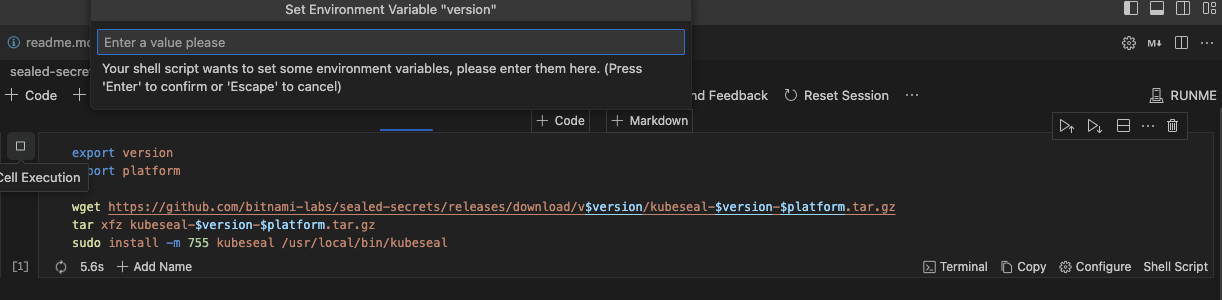 Set Environment Variable "version"
Enter a value please
Your shell script wants to set some environment variables, please enter them here. (Press
'Enter' to confirm or 'Escape' to cancel)
readme.mc
M↓
sealed-secre
Code
nd Feedback
Reset Session
RUNME
Code
Markdown
Cell Execution
export version
port platform
wget https://github.com/bitnami-labs/sealed-secrets/releases/download/v$version/kubeseal-$version-$platform.tar.gz
tar xfz kubeseal-$version-$platform.tar.gz
sudo install -m 755 kubeseal /usr/local/bin/kubeseal
[1]
5.6s
Add Name
Terminal
Copy
Configure
Shell Script